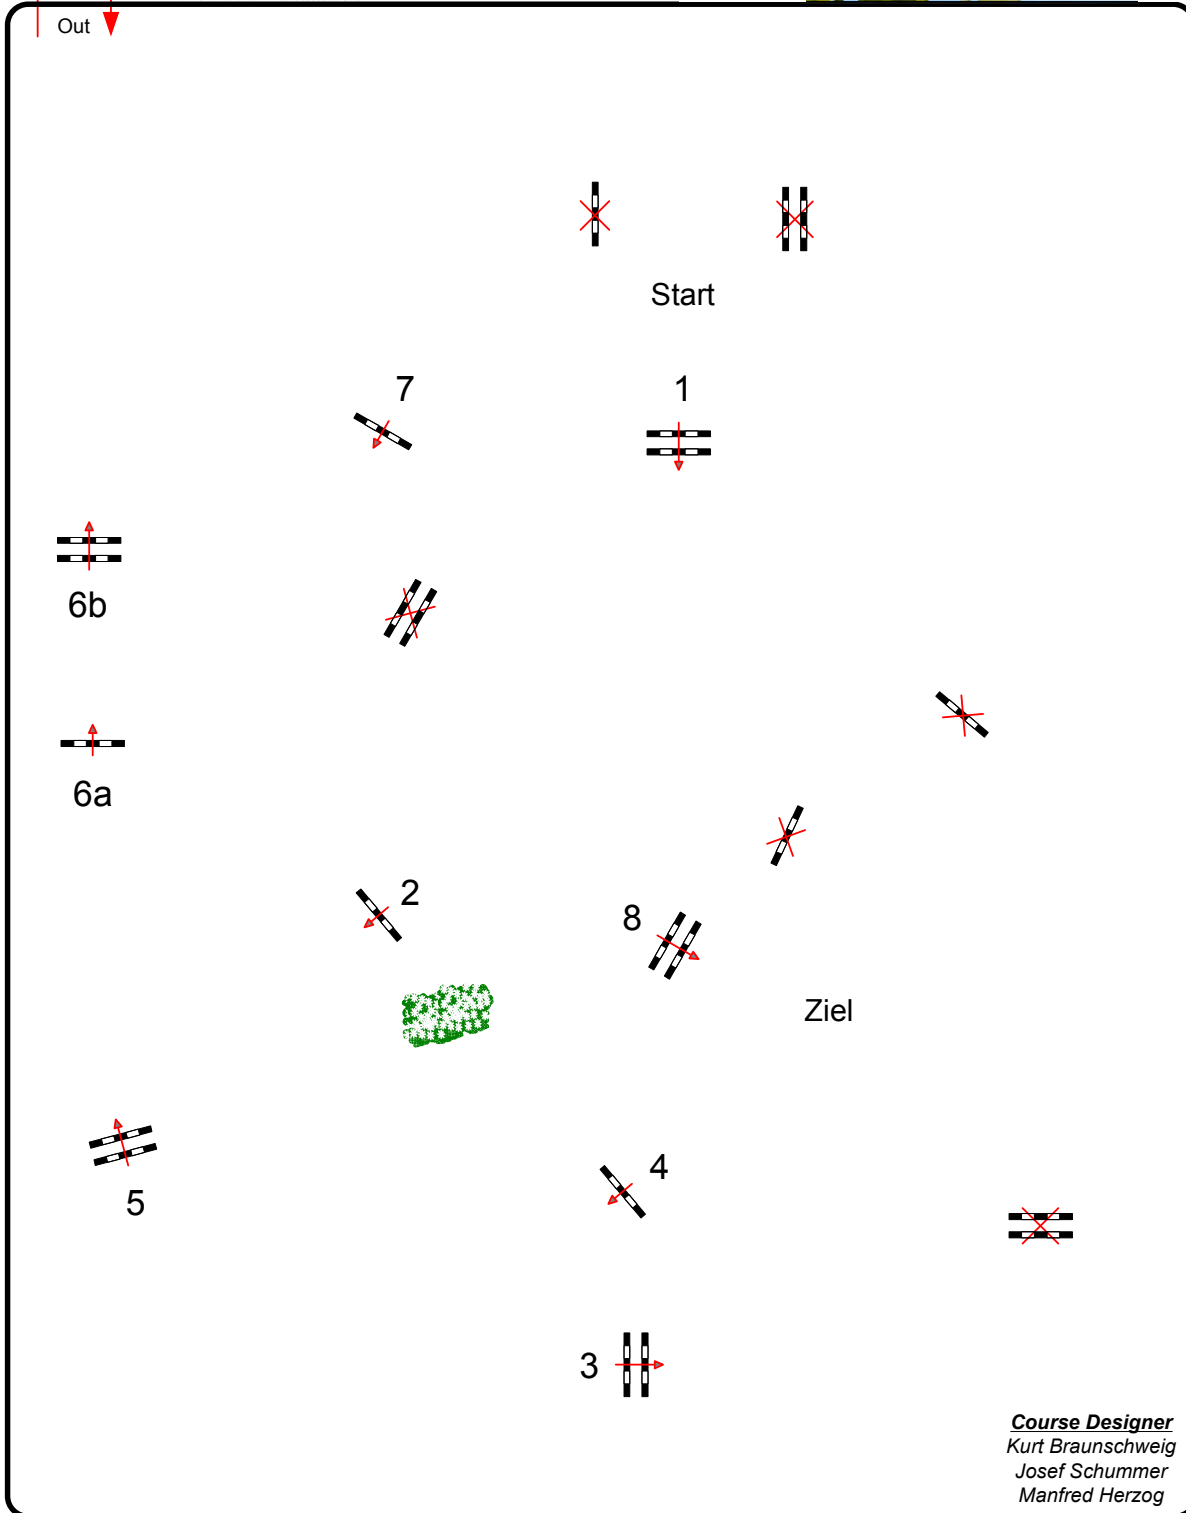 Out
Start
7
1
6b
6a
2
8
Ziel
4
5
3
Course Designer
Kurt Braunschweig
Josef Schummer
Manfred Herzog